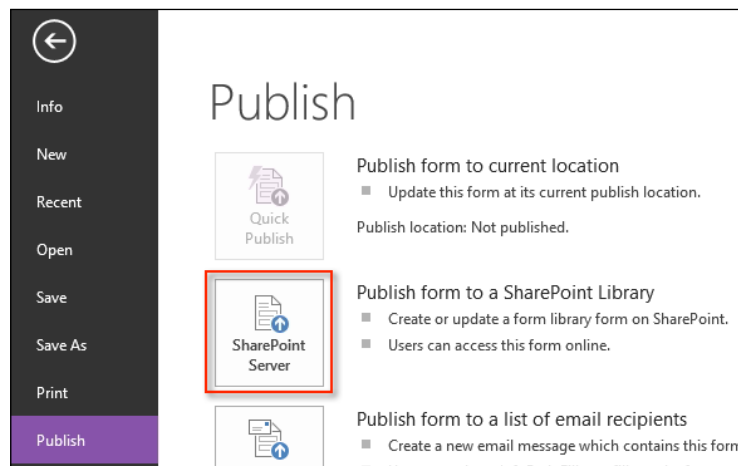 Info
New
Recent
Open
Save
Save As
Print
Publish
Publish
Quick
Publish
Publish form to current location
Update this form at its current publish location.
Publish location: Not published.
SharePoint
Server
Publish form to a SharePoint Library
Create or update a form library form on SharePoint.
Users can access this form online.
Publish form to a list of email recipients
Create a new email message which contains this form